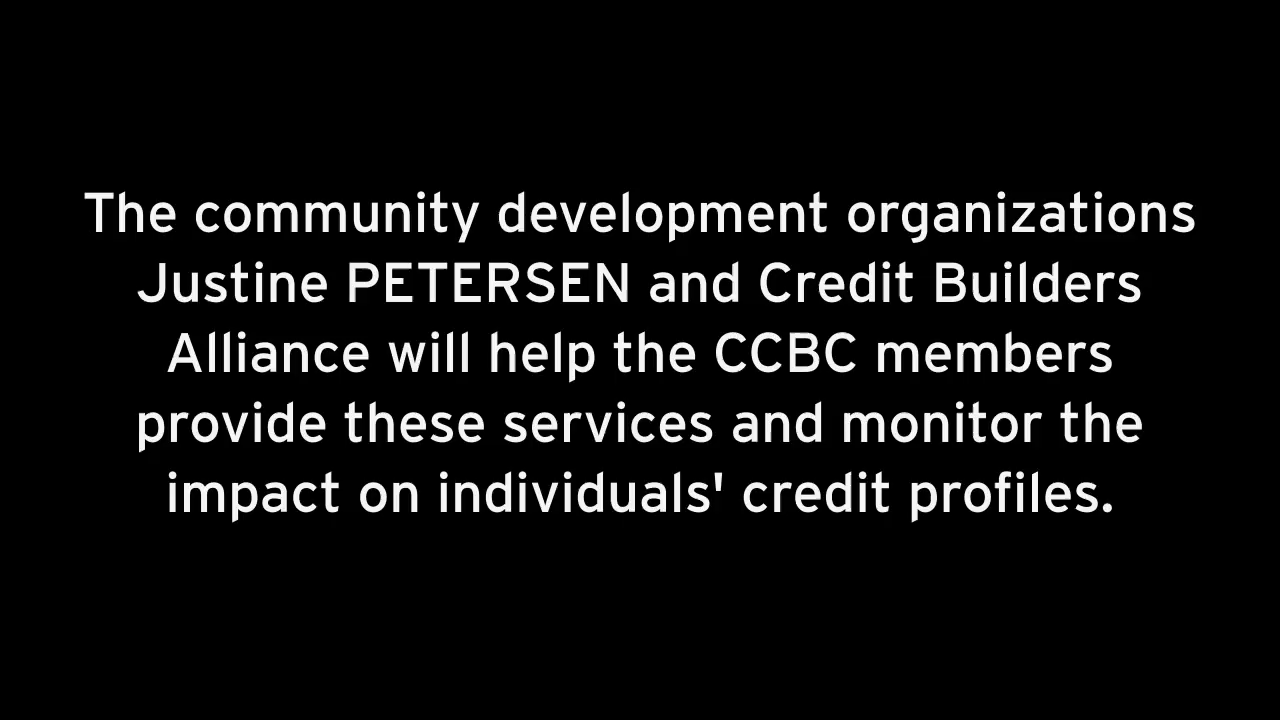 The community development organizations
Justine PETERSEN and Credit Builders
Alliance will help the CCBC members
provide these services and monitor the
impact on individuals' credit profiles.